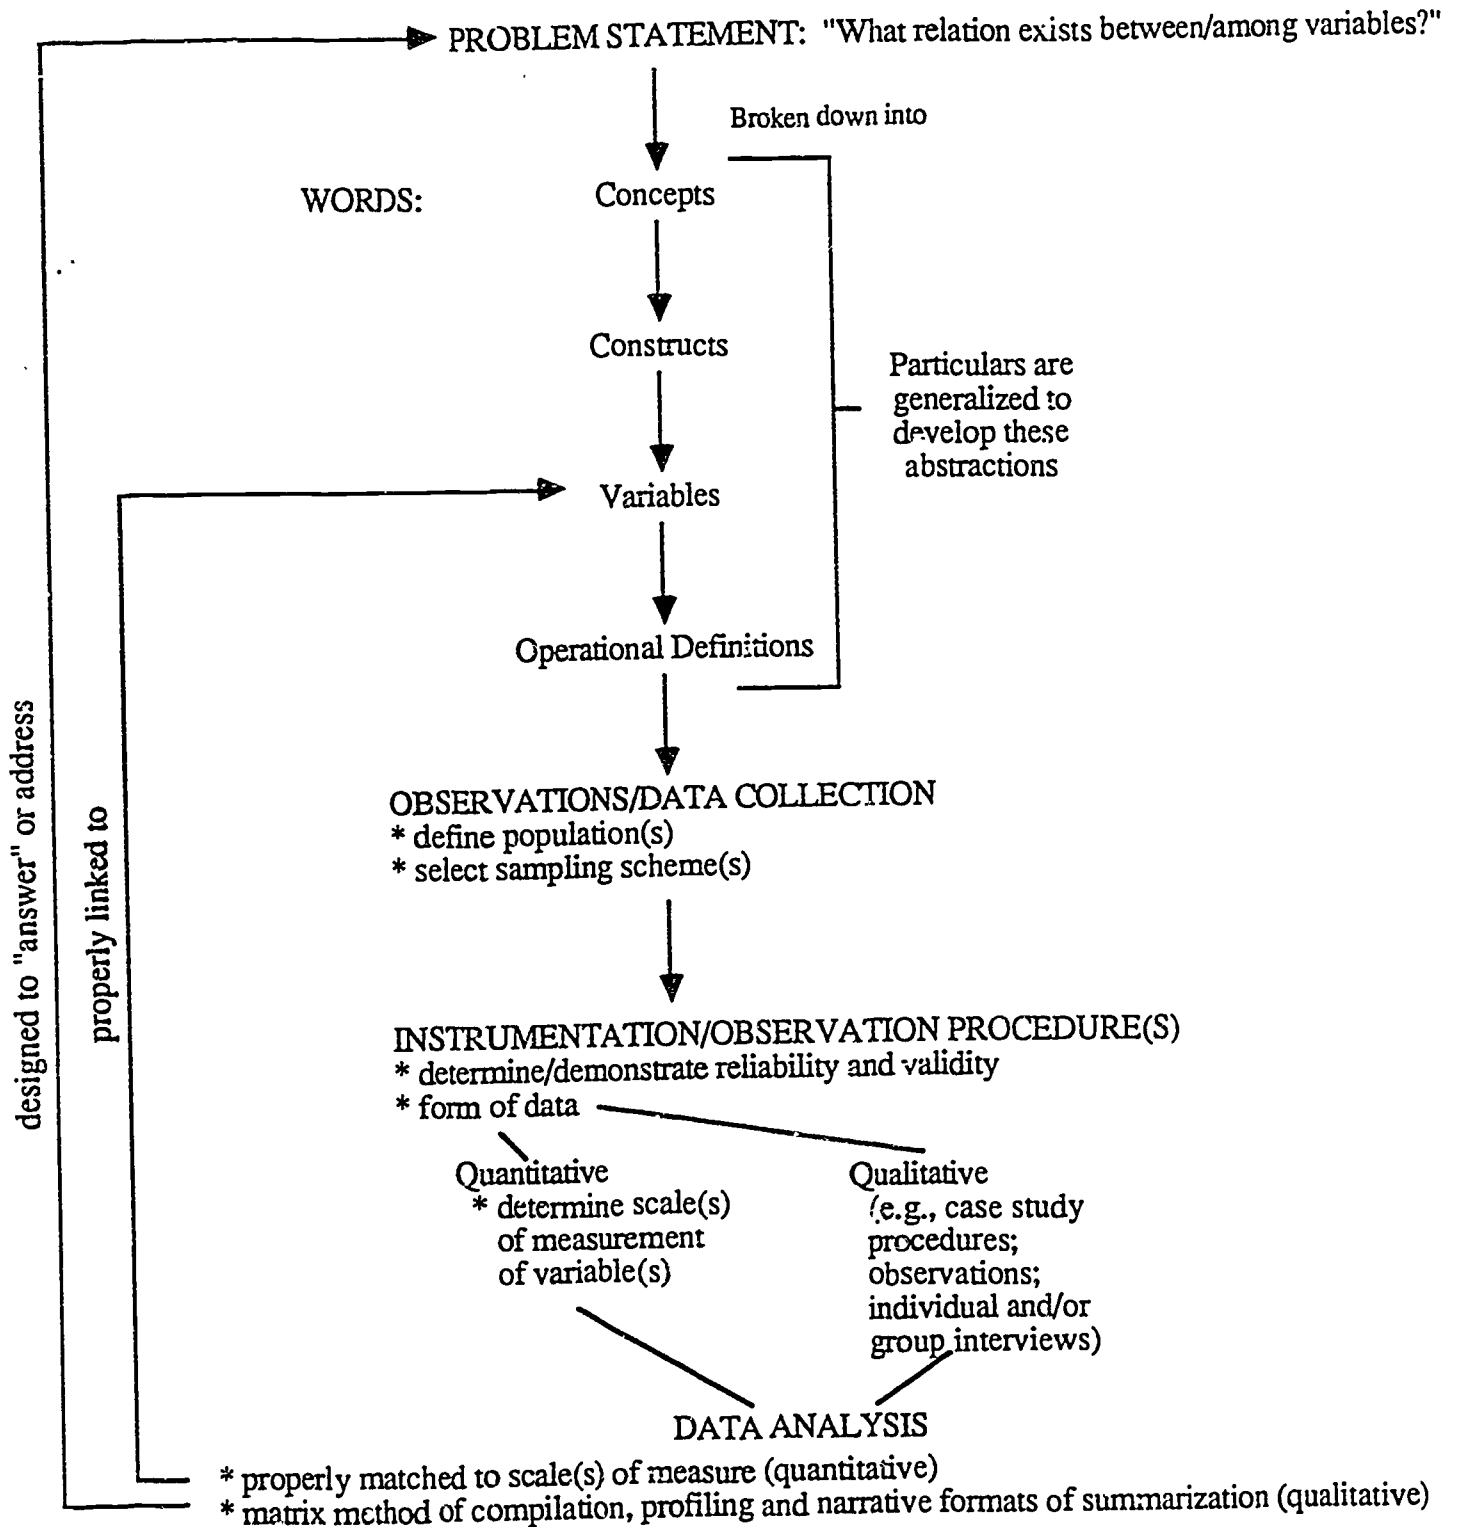 PROBLEM STATEMENT: "What relation exists between/among variables?"
Broken down into
WORDS:
Concepts
Constructs
Particulars are
generalized to
develop these
abstractions
Variables
Operational Definitions
designed to "answer" or address
properly linked to
OBSERVATIONS/DATA COLLECTION
* define population(s)
* select sampling scheme(s)
INSTRUMENTATION/OBSERVATION PROCEDURE(S)
* determine/demonstrate reliability and validity
* form of data
Quantitative
* determine scale(s)
of measurement
of variable(s)
Qualitative
(e.g., case study
procedures;
observations;
individual and/or
group interviews)
DATA ANALYSIS
* properly matched to scale(s) of measure (quantitative)
* matrix method of compilation, profiling and narrative formats of summarization (qualitative)